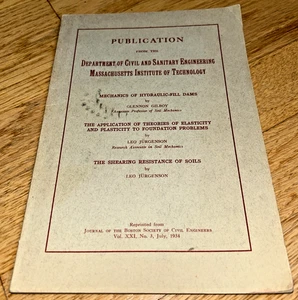 PUBLICATION
FROM THE
DEPARTMENT OF CIVIL AND SANITARY ENGINEERING
MASSACHUSETTS INSTITUTE OF TECHNOLOGY
MECHANICS OF HYDRAULIC-FILL DAMS
by
GLENNON GILBOY
Professor of Soil Mechanics
THE APPLICATION OF THEORIES OF ELASTICITY
AND PLASTICITY TO FOUNDATION PROBLEMS
by
LEO JÜRGENSON
Research Associate in Soil Mechanics
THE SHEARING RESISTANCE OF SOILS
by
LEO JÜRGENSON
Reprinted from
JOURNAL OF THE BOSTON SOCIETY OF CIVIL ENGINEERS
Vol. XXI, No. 3, July, 1934